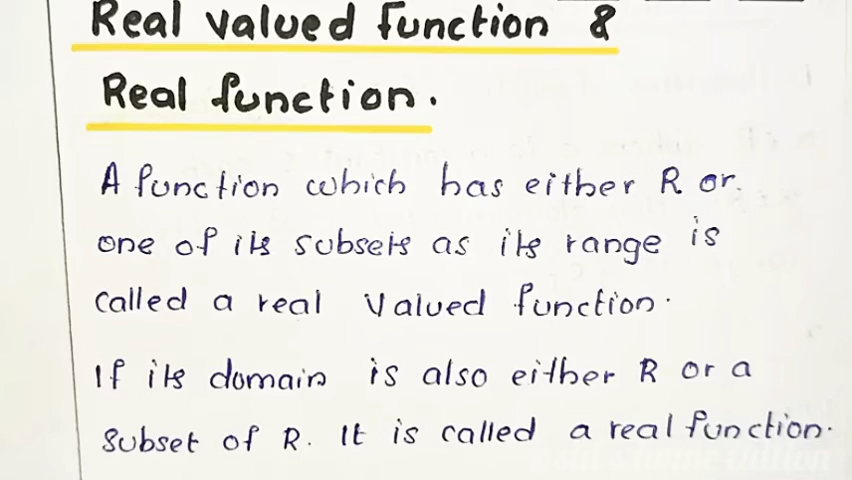 Real valued function &
Real function.
A function which has either R or.
one of its subsets as its range is
called a real valued function.
If its domain is also either R or a
subset of R. It is called a real function.